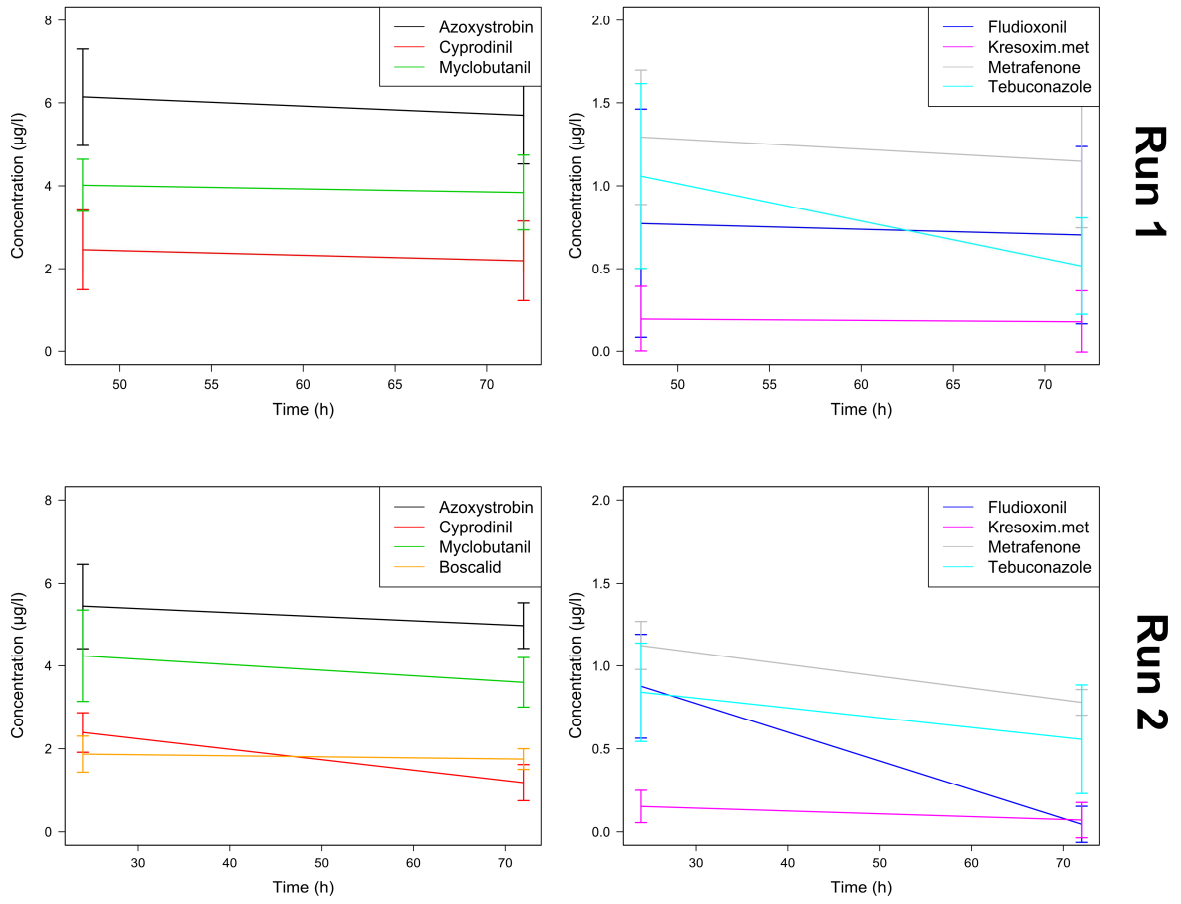 8
6
4
2
0
Concentration (µg/l)
Azoxystrobin
Cyprodinil
Myclobutanil
50
55
60
65
70
Time (h)
2.0
1.5
1.0
0.5
0.0
Concentration (µg/l)
Fludioxonil
Kresoxim.met
Metrafenone
Tebuconazole
50
55
60
65
70
Time (h)
Run 1
8
6
4
2
0
Concentration (µg/l)
Azoxystrobin
Cyprodinil
Myclobutanil
Boscalid
30
40
50
60
70
Time (h)
2.0
1.5
1.0
0.5
0.0
Concentration (µg/l)
Fludioxonil
Kresoxim.met
Metrafenone
Tebuconazole
30
40
50
60
70
Time (h)
Run 2